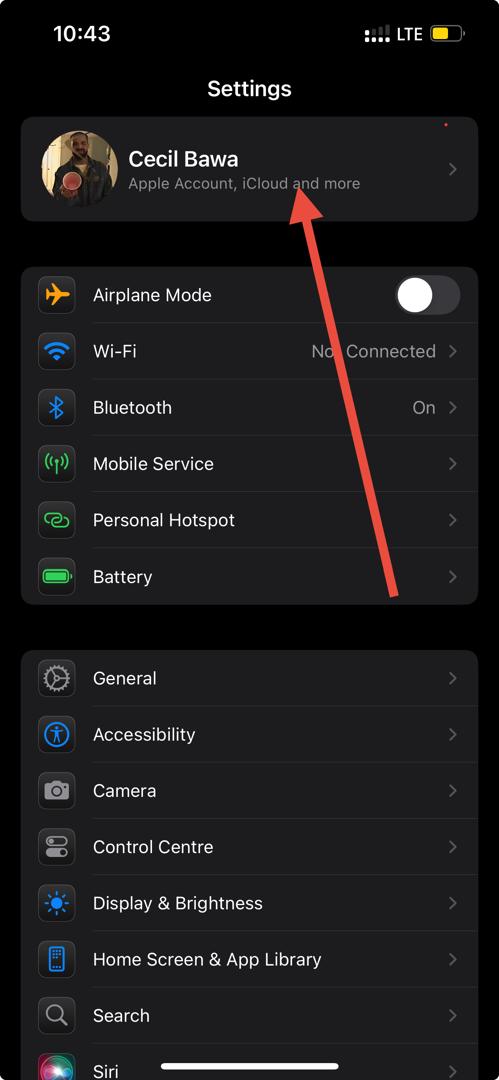 10:43
LTE
Settings
Cecil Bawa
Apple Account, iCloud and more
Airplane Mode
Wi-Fi Not Connected
Bluetooth On
Mobile Service
Personal Hotspot
Battery
General
Accessibility
Camera
Control Centre
Display & Brightness
Home Screen & App Library
Search
Siri